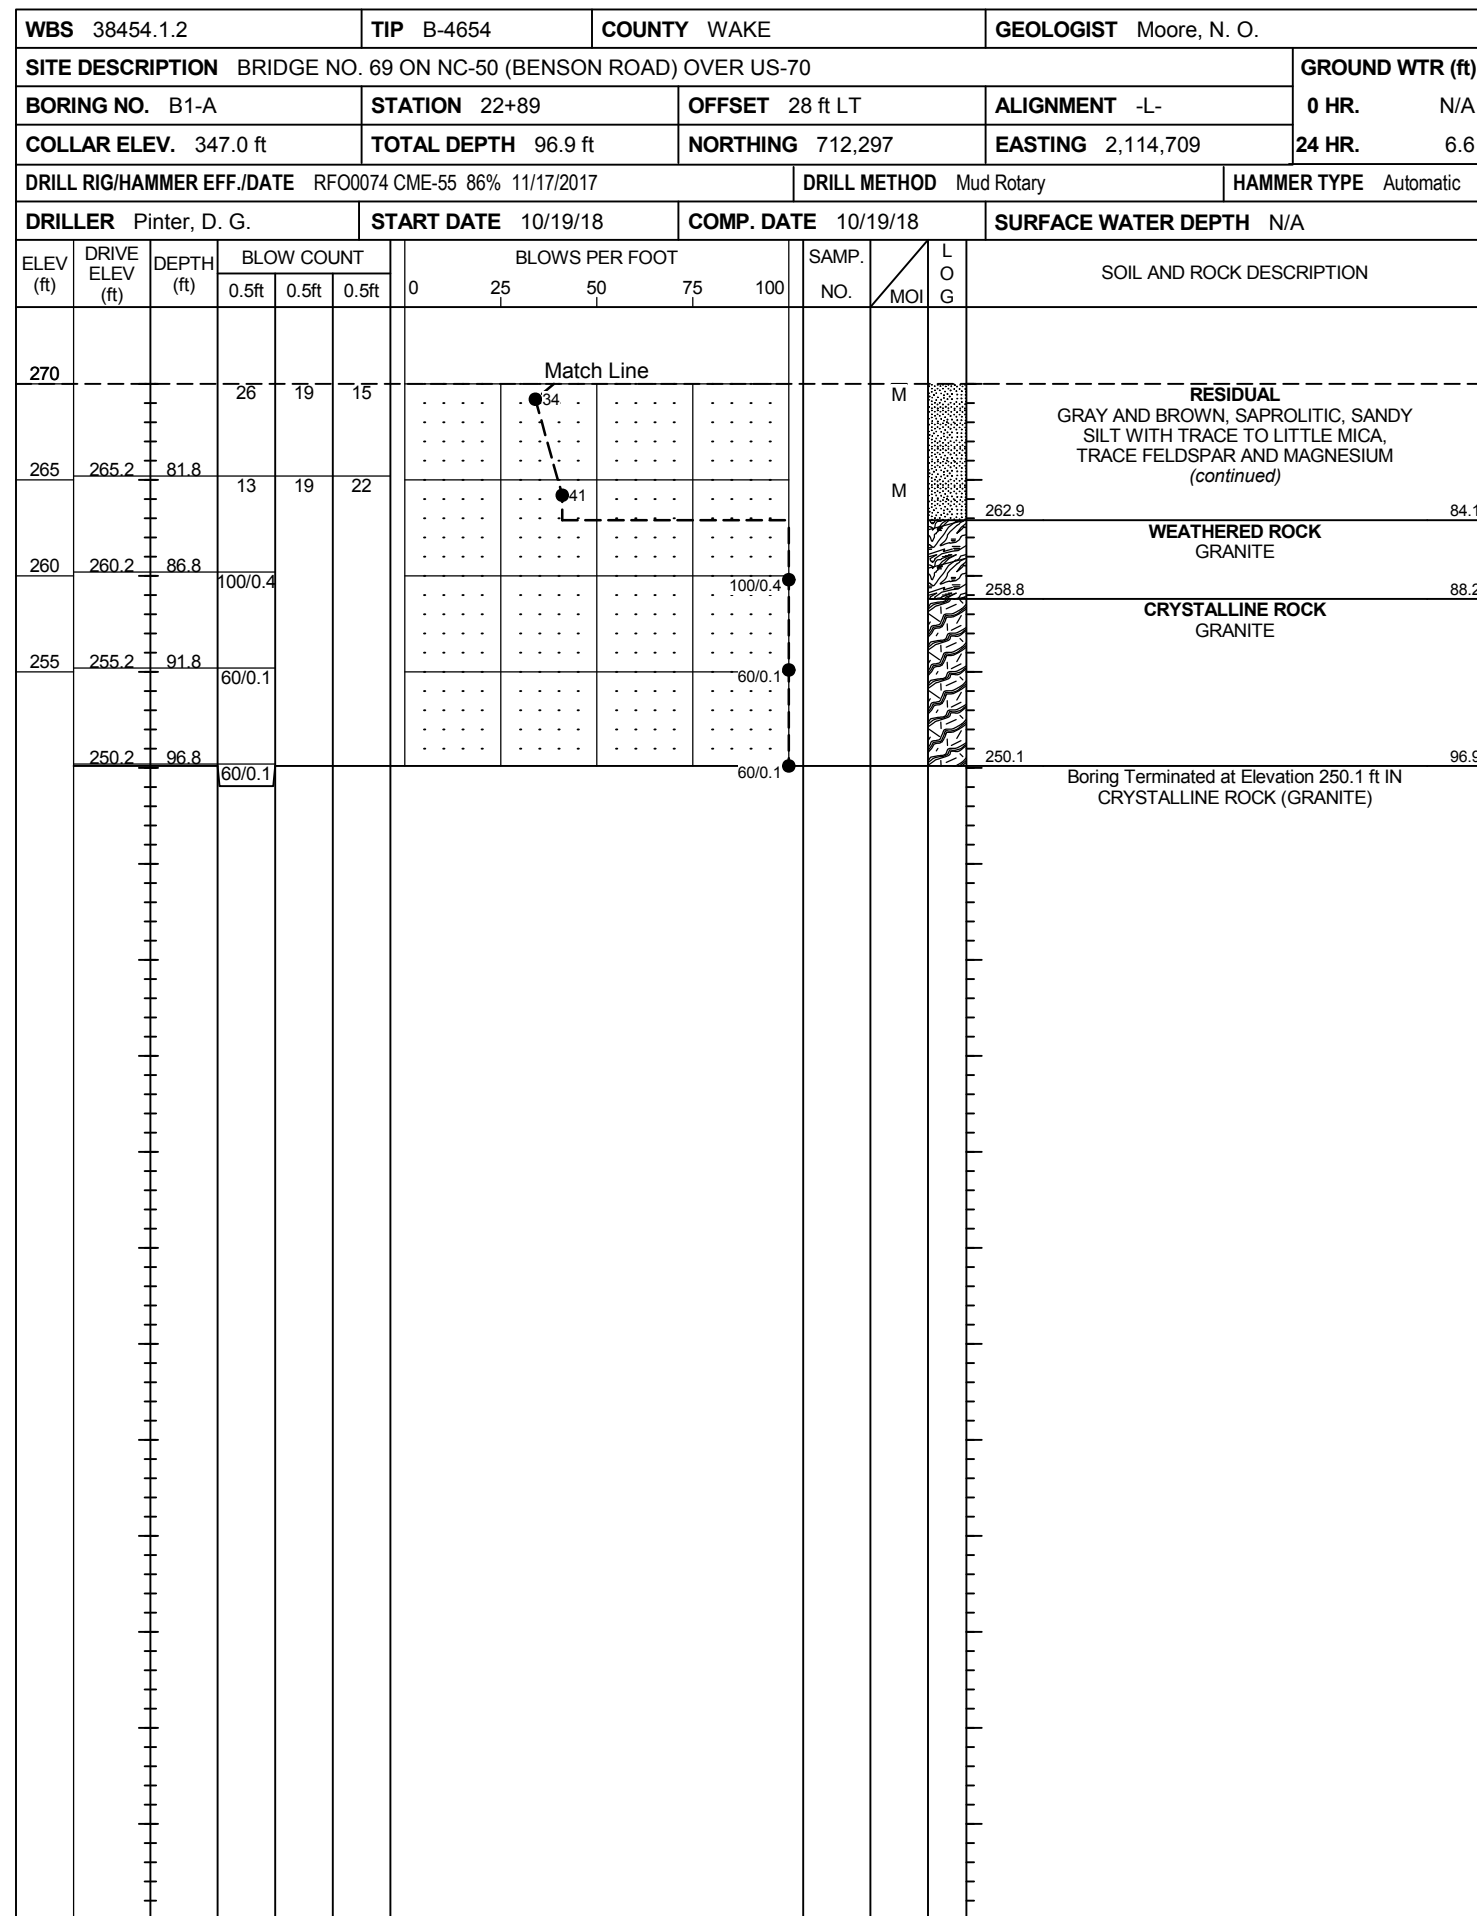 WBS 38454.1.2 TIP B-4654 COUNTY WAKE GEOLOGIST Moore, N. O.
SITE DESCRIPTION BRIDGE NO. 69 ON NC-50 (BENSON ROAD) OVER US-70 GROUND WTR (ft)
BORING NO. B1-A STATION 22+89 OFFSET 28 ft LT ALIGNMENT -L- 0 HR. N/A
COLLAR ELEV. 347.0 ft TOTAL DEPTH 96.9 ft NORTHING 712,297 EASTING 2,114,709 24 HR. 6.6
DRILL RIG/HAMMER EFF./DATE RFO0074 CME-55 86% 11/17/2017 DRILL METHOD Mud Rotary HAMMER TYPE Automatic
DRILLER Pinter, D. G. START DATE 10/19/18 COMP. DATE 10/19/18 SURFACE WATER DEPTH N/A
ELEV (ft) DRIVE ELEV (ft) DEPTH (ft) BLOW COUNT BLOWS PER FOOT SAMP. NO. MOI LOG SOIL AND ROCK DESCRIPTION
0.5ft 0.5ft 0.5ft 0 25 50 75 100
270 Match Line
26 19 15 34 M RESIDUAL
GRAY AND BROWN, SAPROLITIC, SANDY
SILT WITH TRACE TO LITTLE MICA,
TRACE FELDSPAR AND MAGNESIUM
265 265.2 81.8 (continued)
13 19 22 41 M
262.9 84.1
WEATHERED ROCK
GRANITE
260 260.2 86.8
100/0.4 100/0.4
258.8 88.2
CRYSTALLINE ROCK
GRANITE
255 255.2 91.8
60/0.1 60/0.1
250.2 96.8 250.1 96.9
60/0.1 60/0.1 Boring Terminated at Elevation 250.1 ft IN
CRYSTALLINE ROCK (GRANITE)